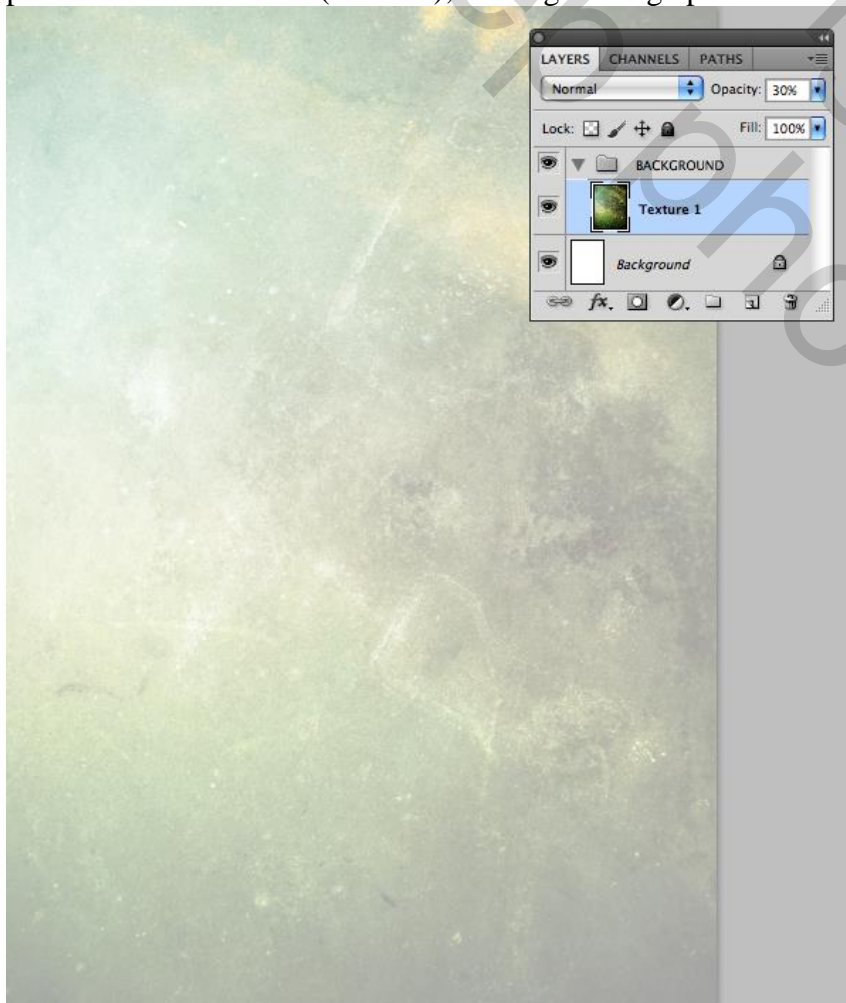 LAYERS CHANNELS PATHS
Normal Opacity: 30%
Lock: Fill: 100%
BACKGROUND
Texture 1
Background